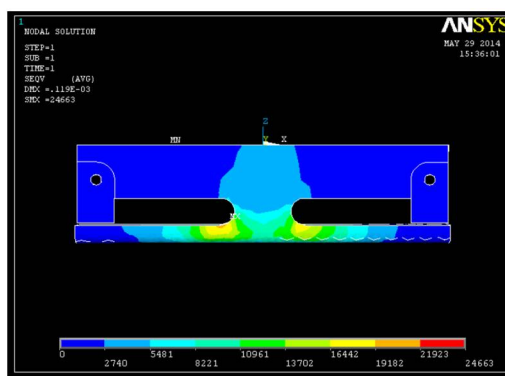 1
NODAL SOLUTION
STEP=1
SUB =1
TIME=1
SEQV (AVG)
DMX =.119E-03
SMX =24663
ANSYS
MAY 29 2014
15:36:01
Z
MN
Y
X
MX
0
2740
5481
8221
10961
13702
16442
19182
21923
24663